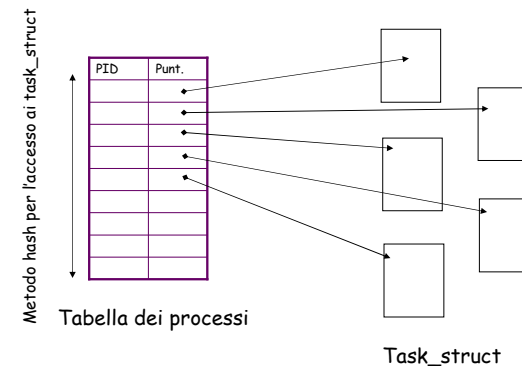 Metodo hash per l'accesso ai task_struct
PID Punt.
Tabella dei processi
Task_struct